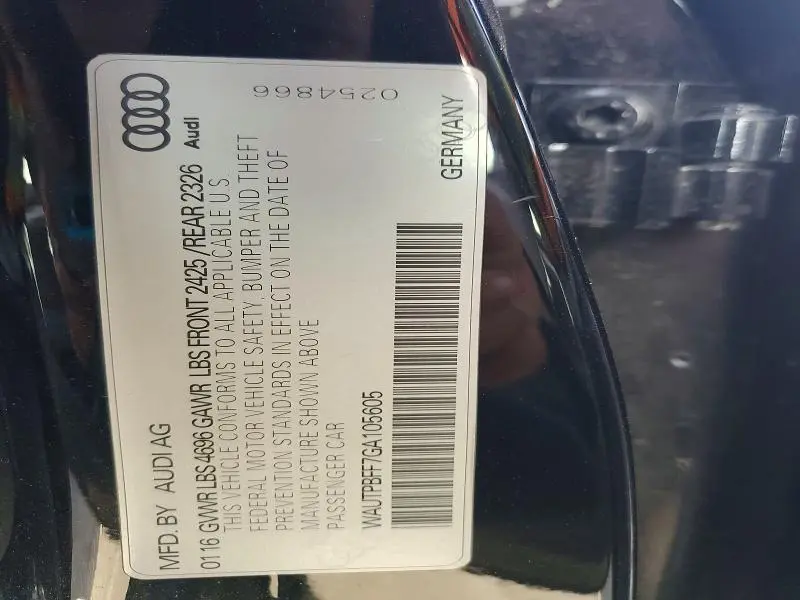 MFD. BY AUDI AG
01 16 GVWR LBS 4696 GAWR LBS FRONT 2425 / REAR 2326
Audi
THIS VEHICLE CONFORMS TO ALL APPLICABLE U.S
FEDERAL MOTOR VEHICLE SAFETY, BUMPER AND THEFT
PREVENTION STANDARDS IN EFFECT ON THE DATE OF
MANUFACTURE SHOWN ABOVE
PASSENGER CAR
0254866
WAUTPBFF7GA105605
GERMANY